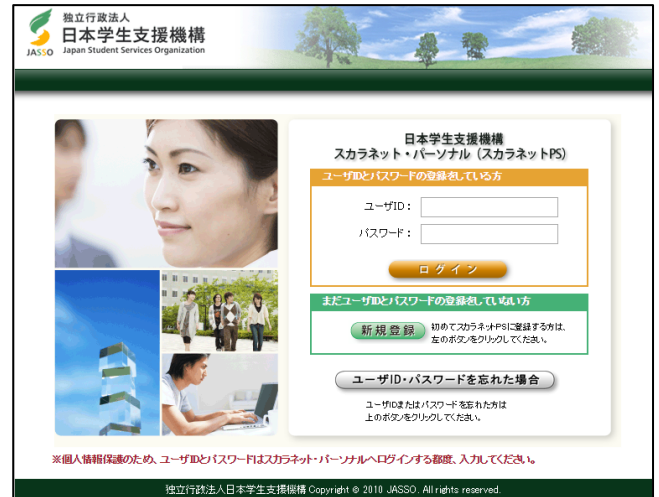 独立行政法人
日本学生支援機構
JASSO Japan Student Services Organization
日本学生支援機構
スカラネット・パーソナル（スカラネットPS）
ユーザIDとパスワードの登録をしている方
ユーザID：
パスワード：
ログイン
まだユーザIDとパスワードの登録をしていない方
新規登録
初めてスカラネットPSに登録する方は、
左のボタンをクリックしてください。
ユーザID・パスワードを忘れた場合
ユーザIDまたはパスワードを忘れた方は
上のボタンをクリックしてください。
※個人情報保護のため、ユーザIDとパスワードはスカラネット・パーソナルへログインする都度、入力してください。
独立行政法人日本学生支援機構 Copyright © 2010 JASSO. All rights reserved.